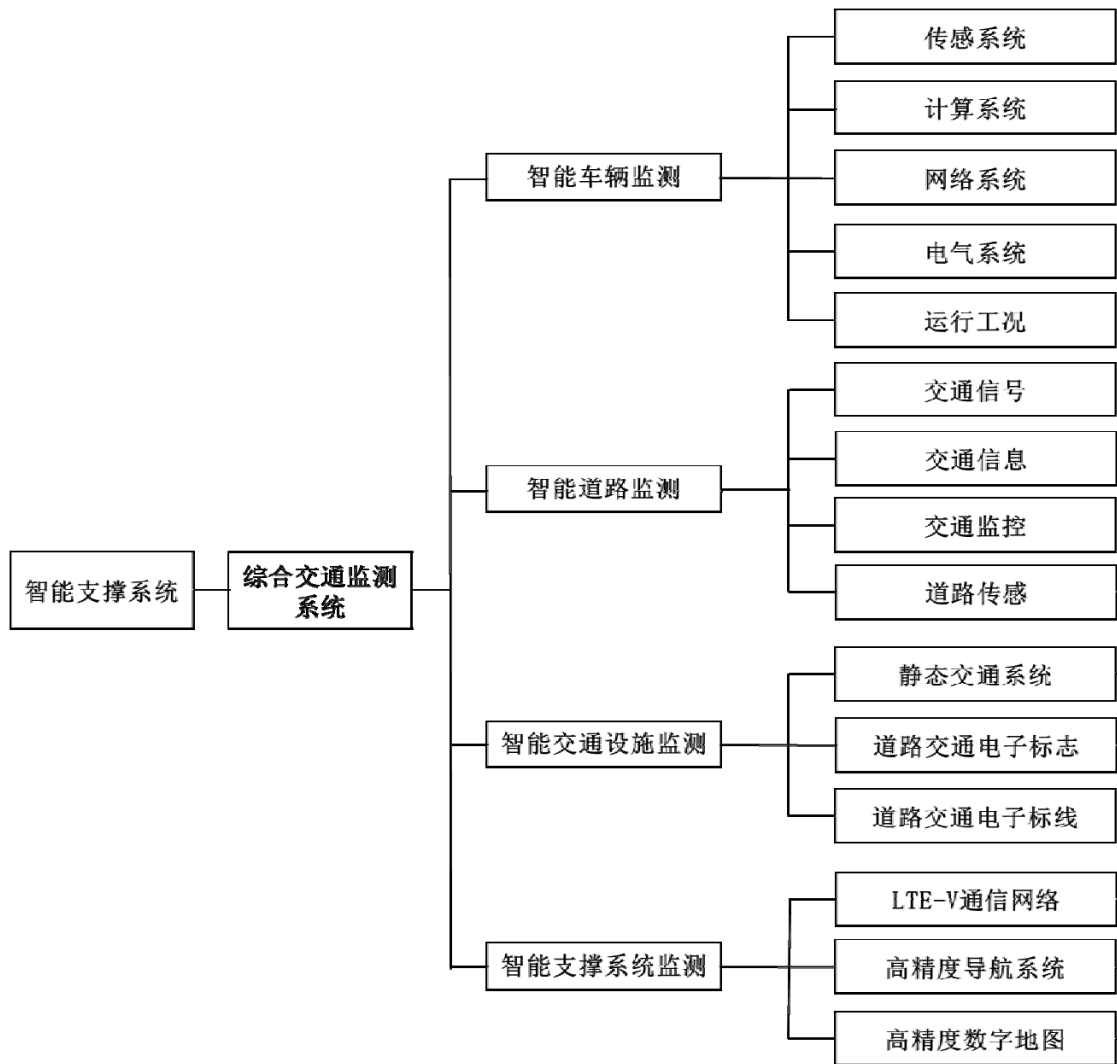 智能支撑系统
综合交通监测
系统
智能车辆监测
传感系统
计算系统
网络系统
电气系统
运行工况
智能道路监测
交通信号
交通信息
交通监控
道路传感
智能交通设施监测
静态交通系统
道路交通电子标志
道路交通电子标线
智能支撑系统监测
LTE-V通信网络
高精度导航系统
高精度数字地图